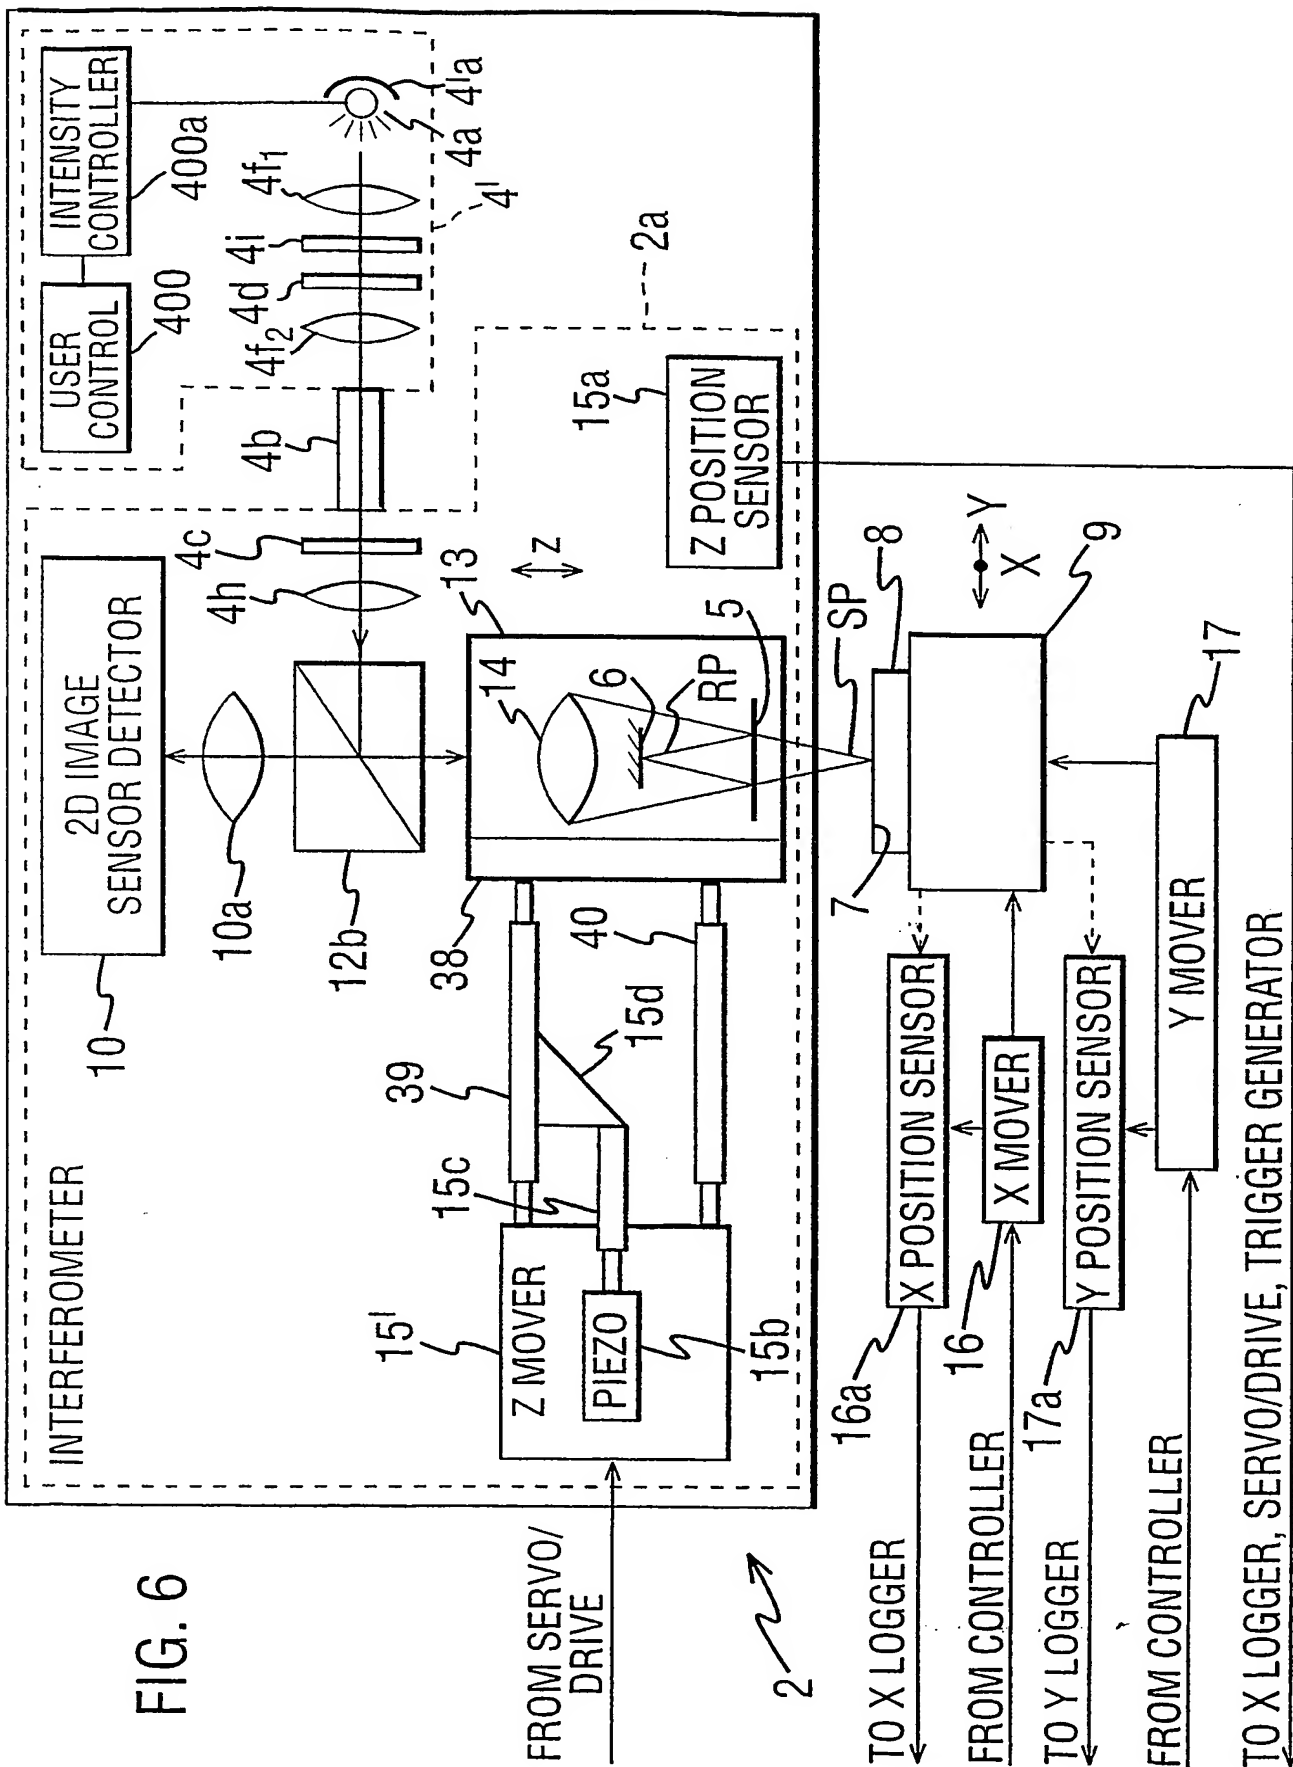 FIG. 6
INTERFEROMETER
10
2D IMAGE
SENSOR DETECTOR
10a
12b
4c
4h
4b
USER
CONTROL
400
INTENSITY
CONTROLLER
400a
4f2
4d
4i
4f1
4a
4'a
4'
2a
15a
Z POSITION
SENSOR
Z
13
14
6
RP
5
38
39
40
15d
15c
15'
Z MOVER
PIEZO
15b
FROM SERVO/
DRIVE
2
SP
8
7
Y
X
9
17
16a
X POSITION SENSOR
TO X LOGGER
16
X MOVER
FROM CONTROLLER
17a
Y POSITION SENSOR
TO Y LOGGER
Y MOVER
FROM CONTROLLER
TO X LOGGER, SERVO/DRIVE, TRIGGER GENERATOR